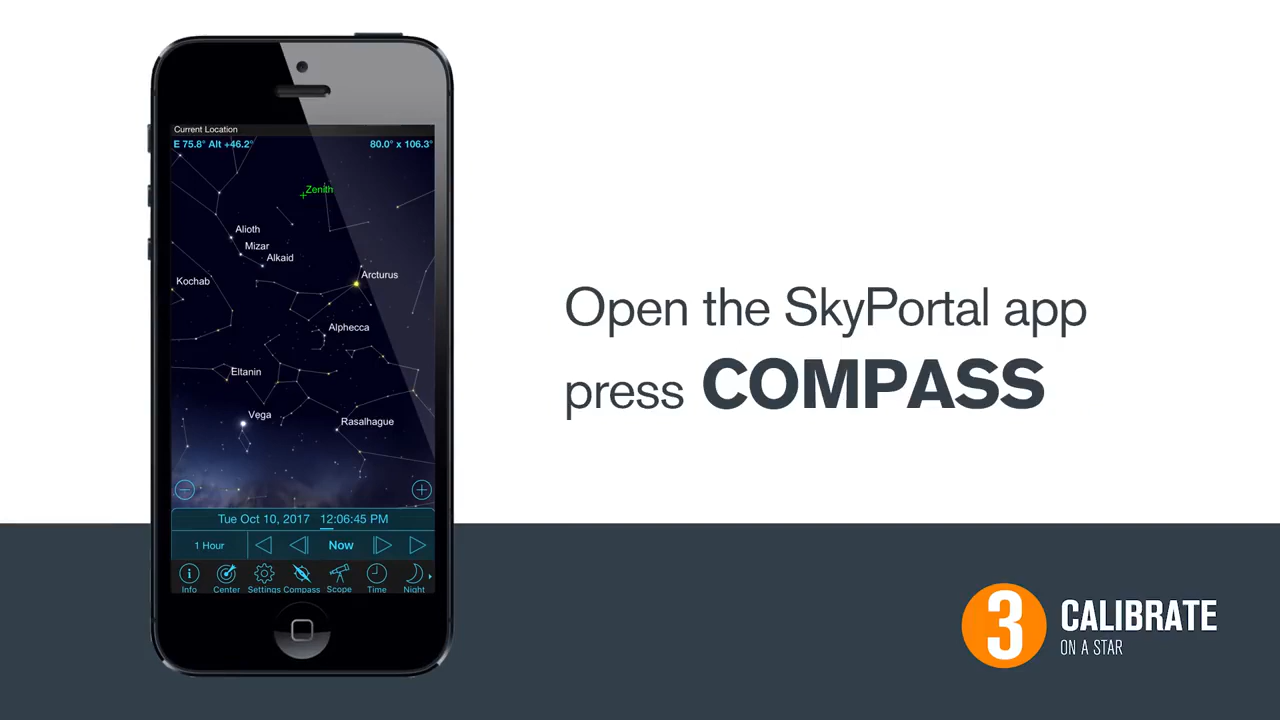 Current Location
E 75.8° Alt +46.2° 80.0° x 106.3°
Zenith
Alioth
Mizar
Alkaid
Arcturus
Kochab
Alphecca
Eltanin
Vega
Rasalhague
Tue Oct 10, 2017 12:06:45 PM
1 Hour Now
Info Center Settings Compass Scope Time Night
Open the SkyPortal app
press COMPASS
3 CALIBRATE
ON A STAR